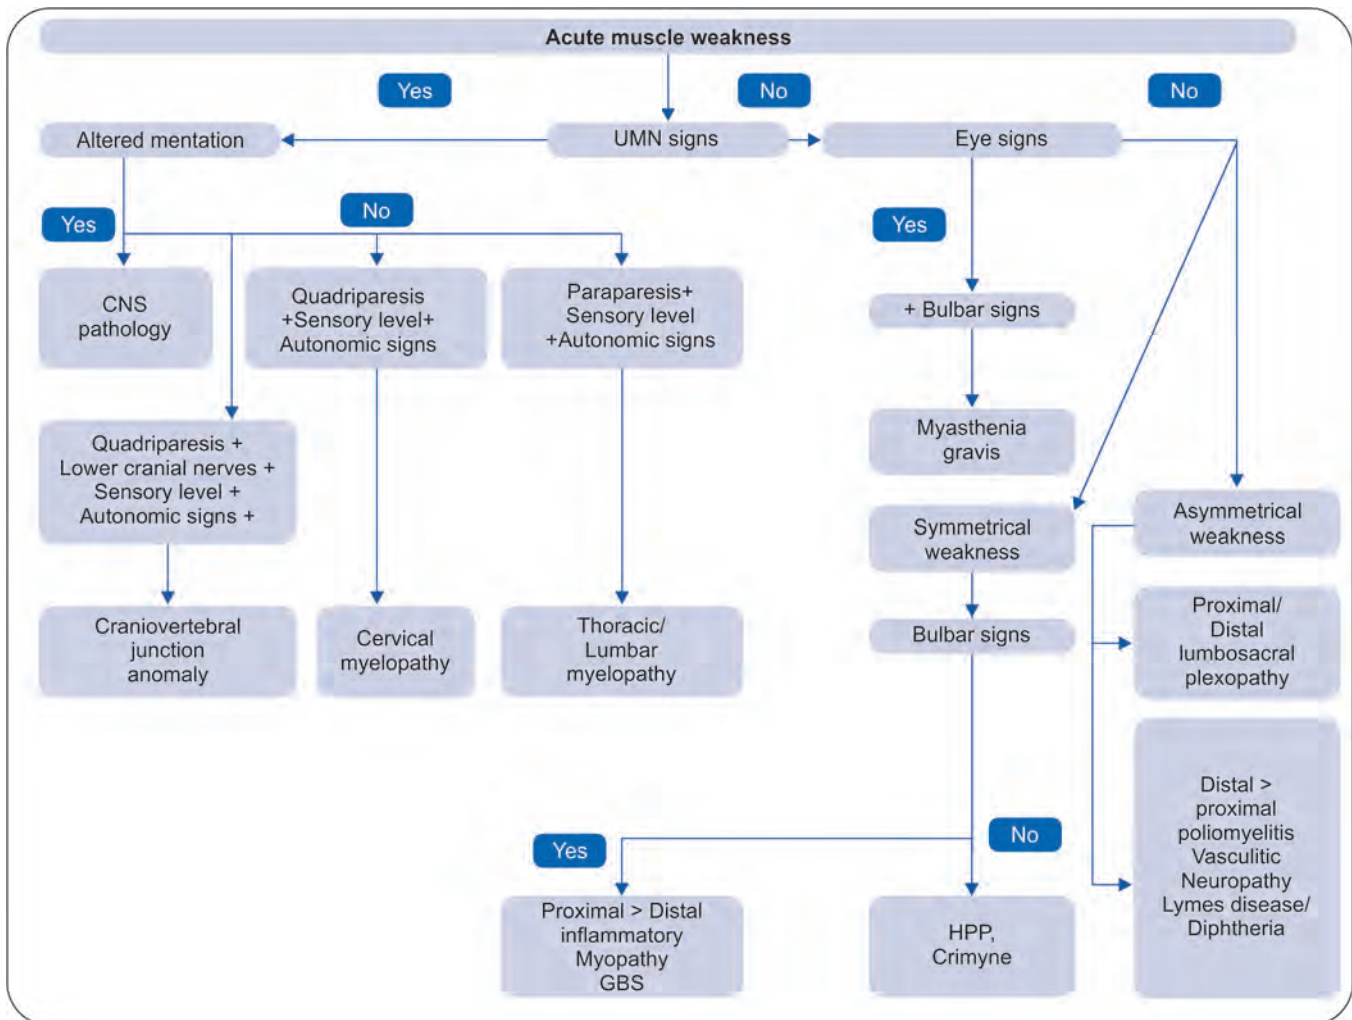 Acute muscle weakness
Yes
No
No
Altered mentation
UMN signs
Eye signs
Yes
No
Yes
CNS
pathology
Quadriparesis
+Sensory level+
Autonomic signs
Paraparesis+
Sensory level
+Autonomic signs
+ Bulbar signs
Quadriparesis +
Lower cranial nerves +
Sensory level +
Autonomic signs +
Myasthenia
gravis
Symmetrical
weakness
Asymmetrical
weakness
Craniovertebral
junction
anomaly
Cervical
myelopathy
Thoracic/
Lumbar
myelopathy
Bulbar signs
Proximal/
Distal
lumbosacral
plexopathy
Yes
No
Proximal > Distal
inflammatory
Myopathy
GBS
HPP,
Crimyne
Distal >
proximal
poliomyelitis
Vasculitic
Neuropathy
Lymes disease/
Diphtheria